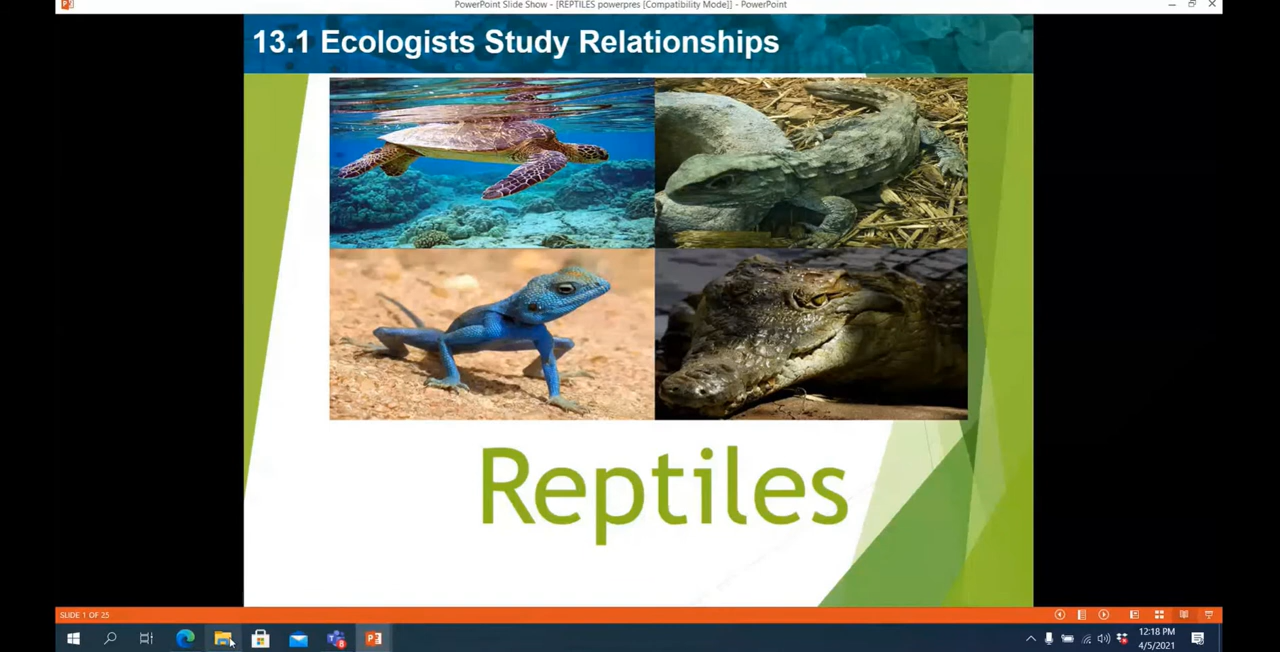 PowerPoint Slide Show - [REPTILES powerpres [Compatibility Mode]] - PowerPoint
13.1 Ecologists Study Relationships
Reptiles
SLIDE 1 OF 25
12:18 PM
4/5/2021